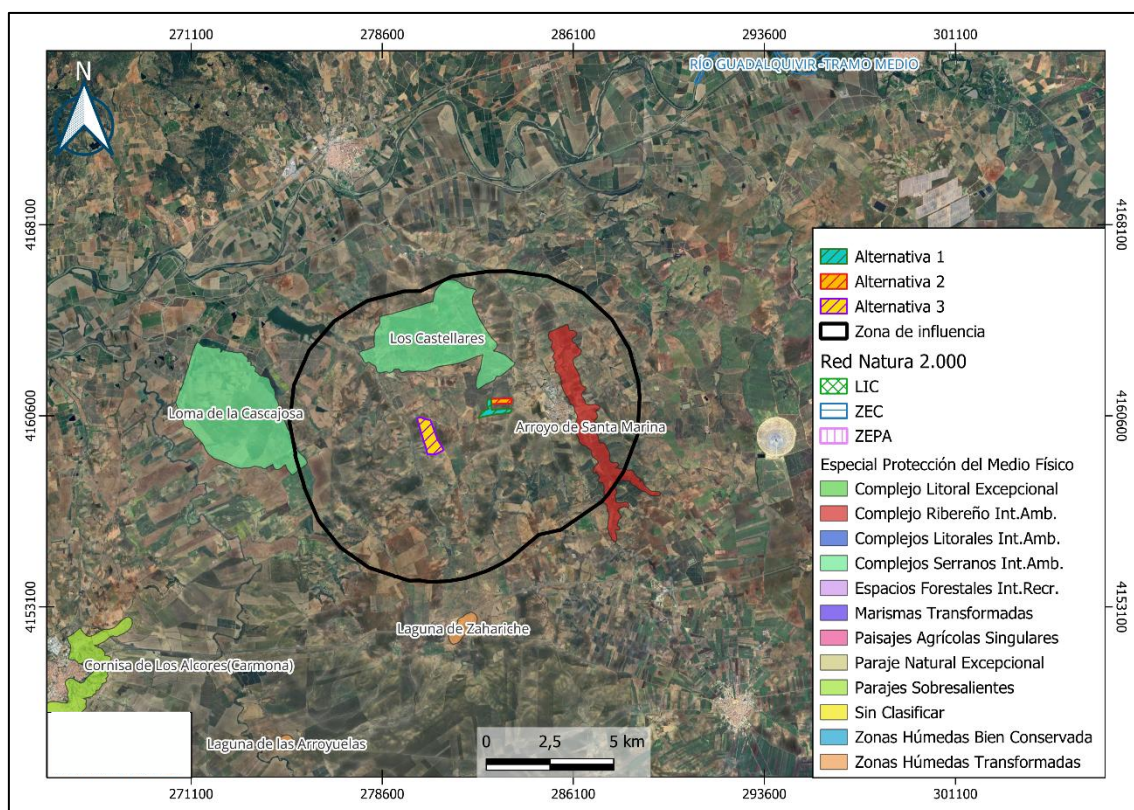 271100
278600
286100
293600
301100
RÍO GUADALQUIVIR -TRAMO MEDIO
N
4168100
4168100
Los Castellares
Loma de la Cascajosa
4160600
4160600
Arroyo de Santa Marina
4153100
4153100
Laguna de Zahariche
Cornisa de Los Alcores(Carmona)
Laguna de las Arroyuelas
0 2,5 5 km
Alternativa 1
Alternativa 2
Alternativa 3
Zona de influencia
Red Natura 2.000
LIC
ZEC
ZEPA
Especial Protección del Medio Físico
Complejo Litoral Excepcional
Complejo Ribereño Int.Amb.
Complejos Litorales Int.Amb.
Complejos Serranos Int.Amb.
Espacios Forestales Int.Recr.
Marismas Transformadas
Paisajes Agrícolas Singulares
Paraje Natural Excepcional
Parajes Sobresalientes
Sin Clasificar
Zonas Húmedas Bien Conservada
Zonas Húmedas Transformadas
271100
278600
286100
293600
301100